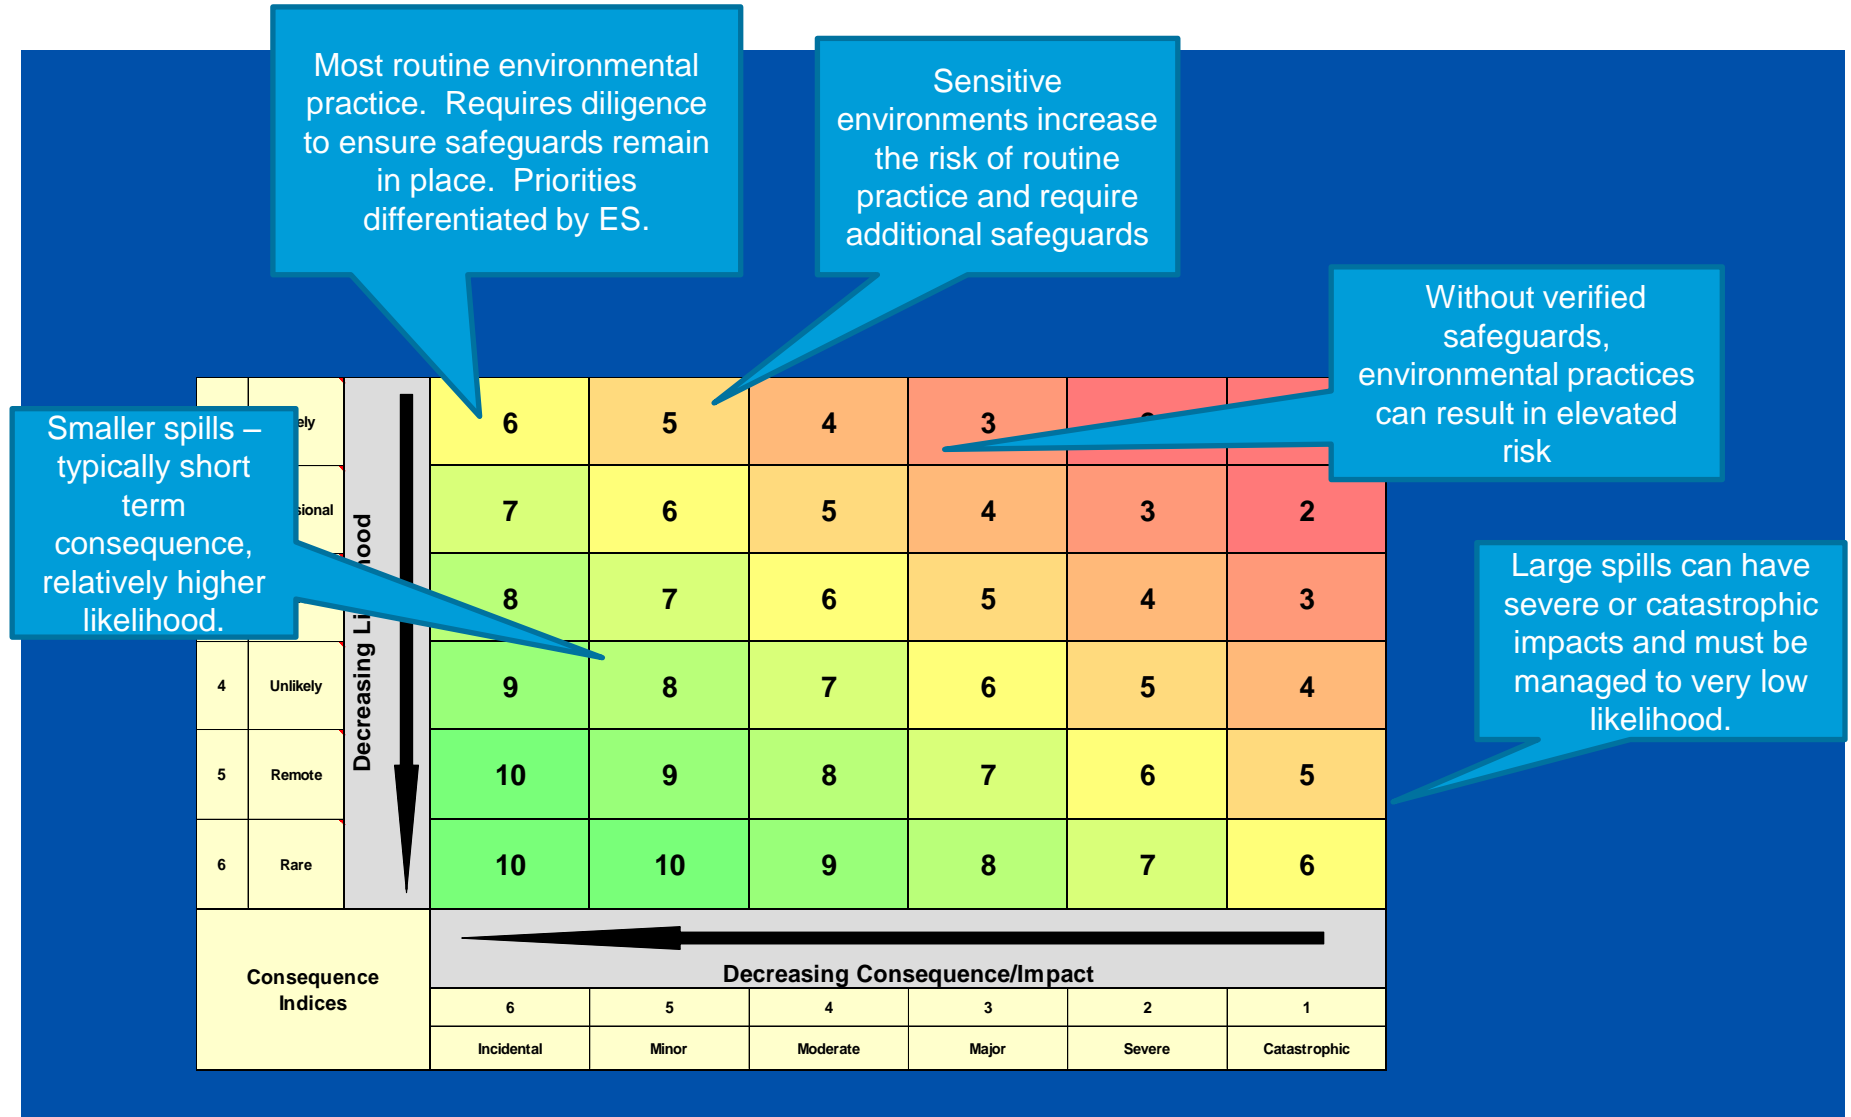 Most routine environmental
practice.  Requires diligence
to ensure safeguards remain
in place.  Priorities
differentiated by ES.
Sensitive
environments increase
the risk of routine
practice and require
additional safeguards
Without verified
safeguards,
environmental practices
can result in elevated
risk
Smaller spills –
typically short
term
consequence,
relatively higher
likelihood.
Large spills can have
severe or catastrophic
impacts and must be
managed to very low
likelihood.
6 5 4 3
7 6 5 4 3 2
8 7 6 5 4 3
4 Unlikely 9 8 7 6 5 4
5 Remote 10 9 8 7 6 5
6 Rare 10 10 9 8 7 6
Decreasing
Decreasing Consequence/Impact
Consequence
Indices
6 5 4 3 2 1
Incidental Minor Moderate Major Severe Catastrophic